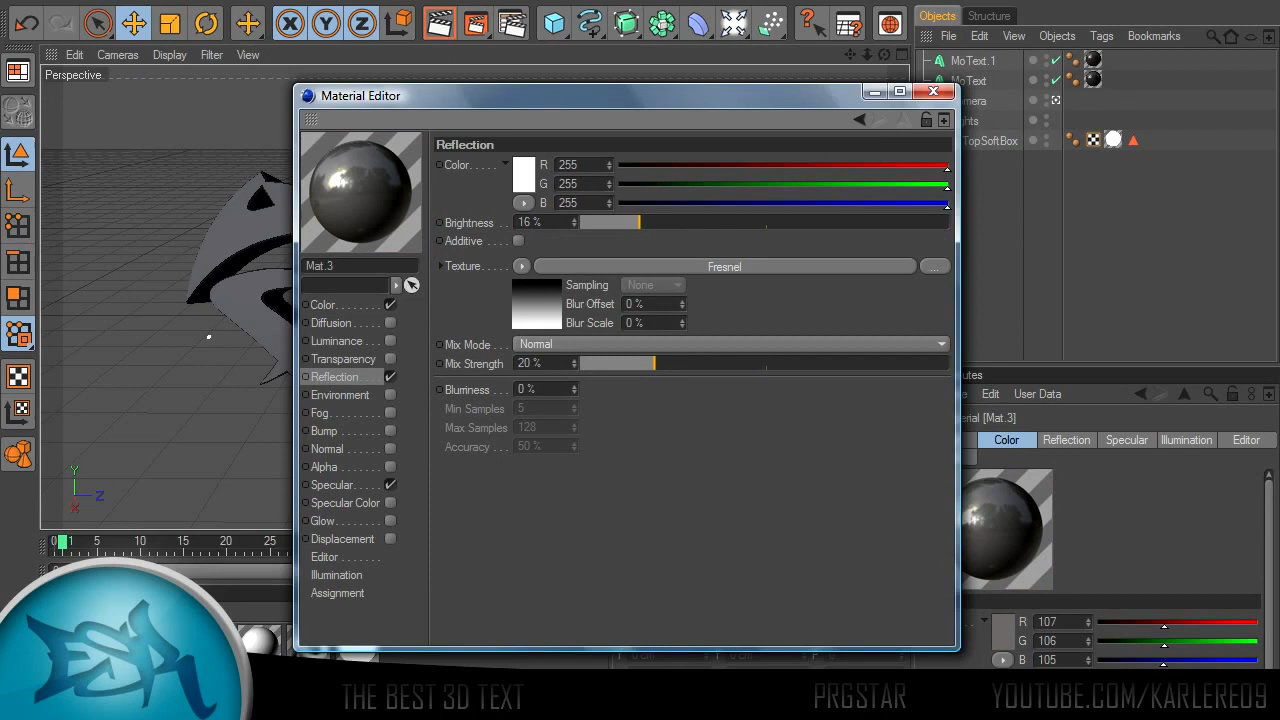 Objects
Structure
Edit
Cameras
Display
Filter
View
File
Edit
View
Objects
Tags
Bookmarks
Perspective
MoText.1
MoText
TopSoftBox
Material Editor
Reflection
Color. . . . .
R 255
G 255
B 255
Brightness . . 16 %
Additive . . .
Texture. . . . . Fresnel ...
Sampling None
Blur Offset 0 %
Blur Scale 0 %
Mix Mode . . . Normal
Mix Strength 20 %
Blurriness . . . 0 %
Min Samples 5
Max Samples 128
Accuracy . . . 50 %
Mat.3
Color
Diffusion
Luminance
Transparency
Reflection
Environment
Fog
Bump
Normal
Alpha
Specular
Specular Color
Glow
Displacement
Editor
Illumination
Assignment
Y
Z
X
0 1 5 10 15 20 25
Edit
User Data
[Mat.3]
Color
Reflection
Specular
Illumination
Editor
R 107
G 106
B 105
ESA
THE BEST 3D TEXT
PRGSTAR
YOUTUBE.COM/KARLERE09